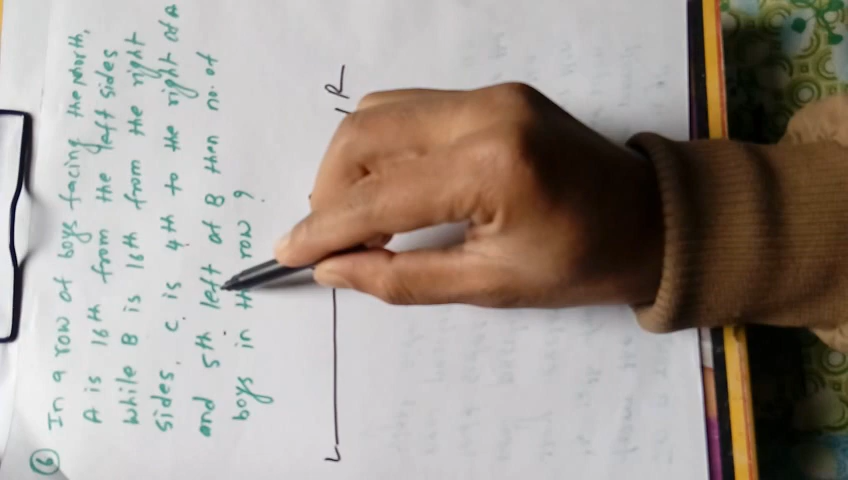 ⑥ In a row of boys facing the north,
A is 16th from the left sides
while B is 16th from the right
sides, C is 4th to the right of A
and 5th left of B then no. of
boys in the row ?
L R